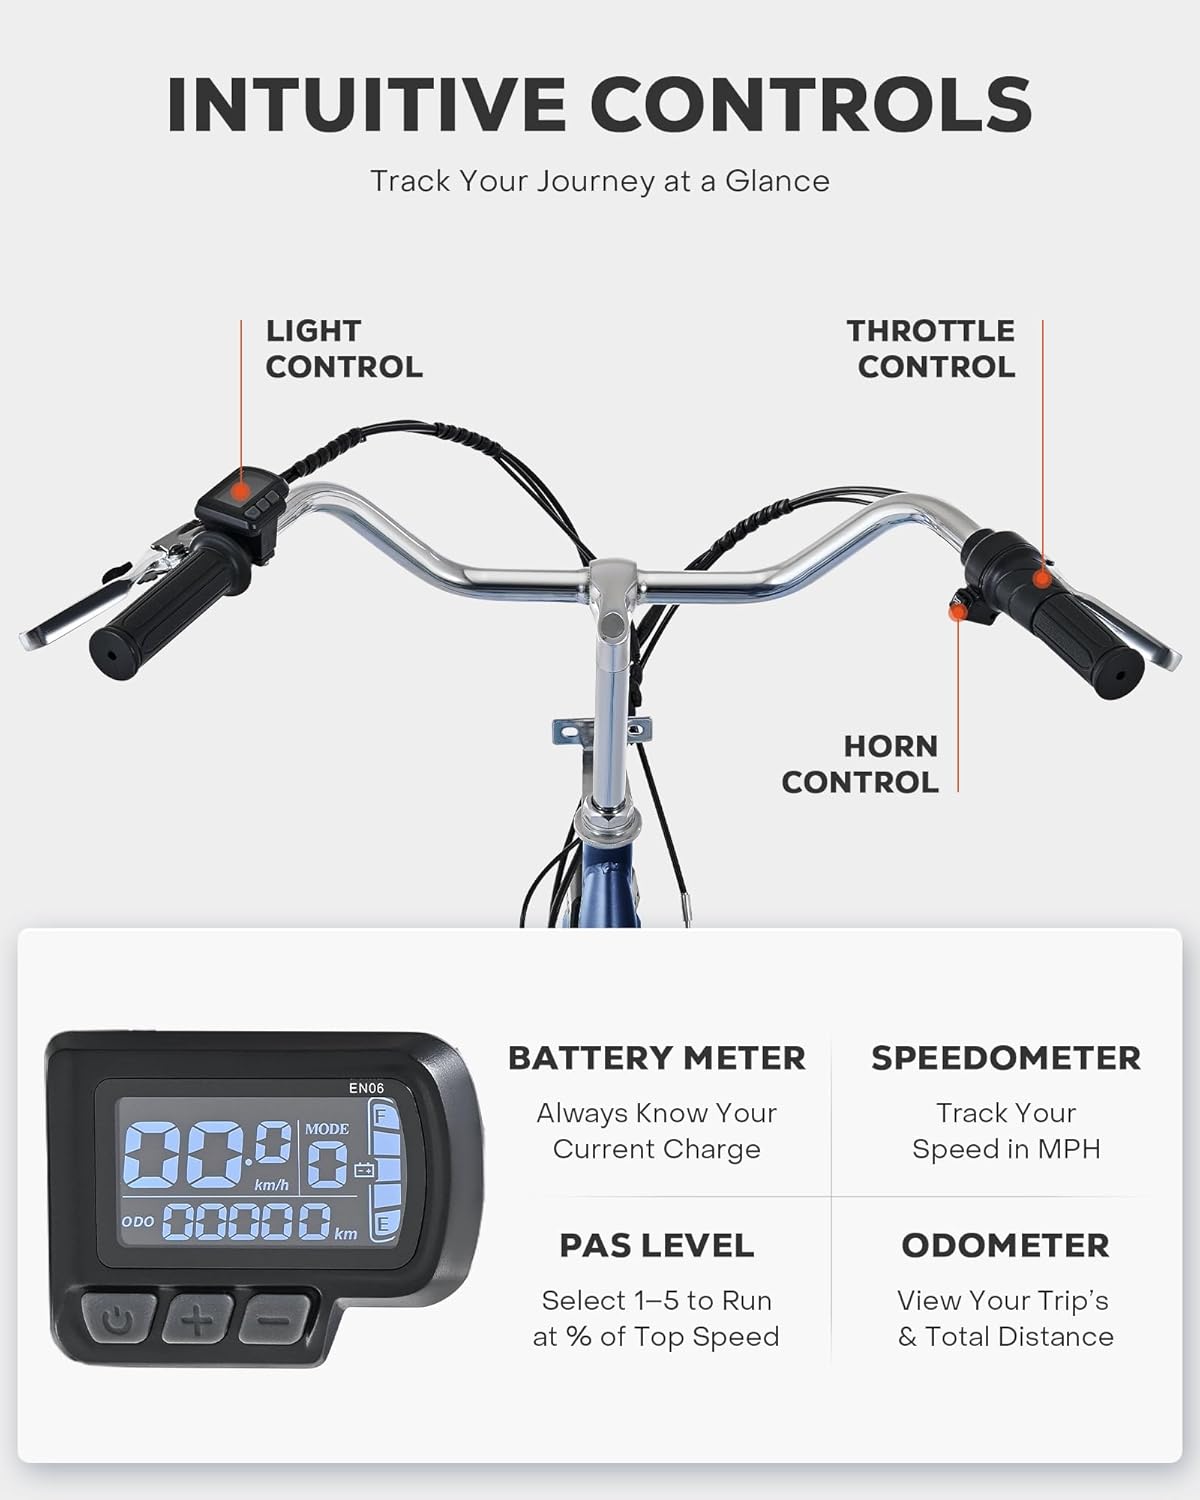 INTUITIVE CONTROLS
Track Your Journey at a Glance
LIGHT
CONTROL
THROTTLE
CONTROL
HORN
CONTROL
EN06
F
00.0
km/h
MODE
0
ODO
00000
km
E
BATTERY METER
Always Know Your
Current Charge
SPEEDOMETER
Track Your
Speed in MPH
PAS LEVEL
Select 1–5 to Run
at % of Top Speed
ODOMETER
View Your Trip's
& Total Distance